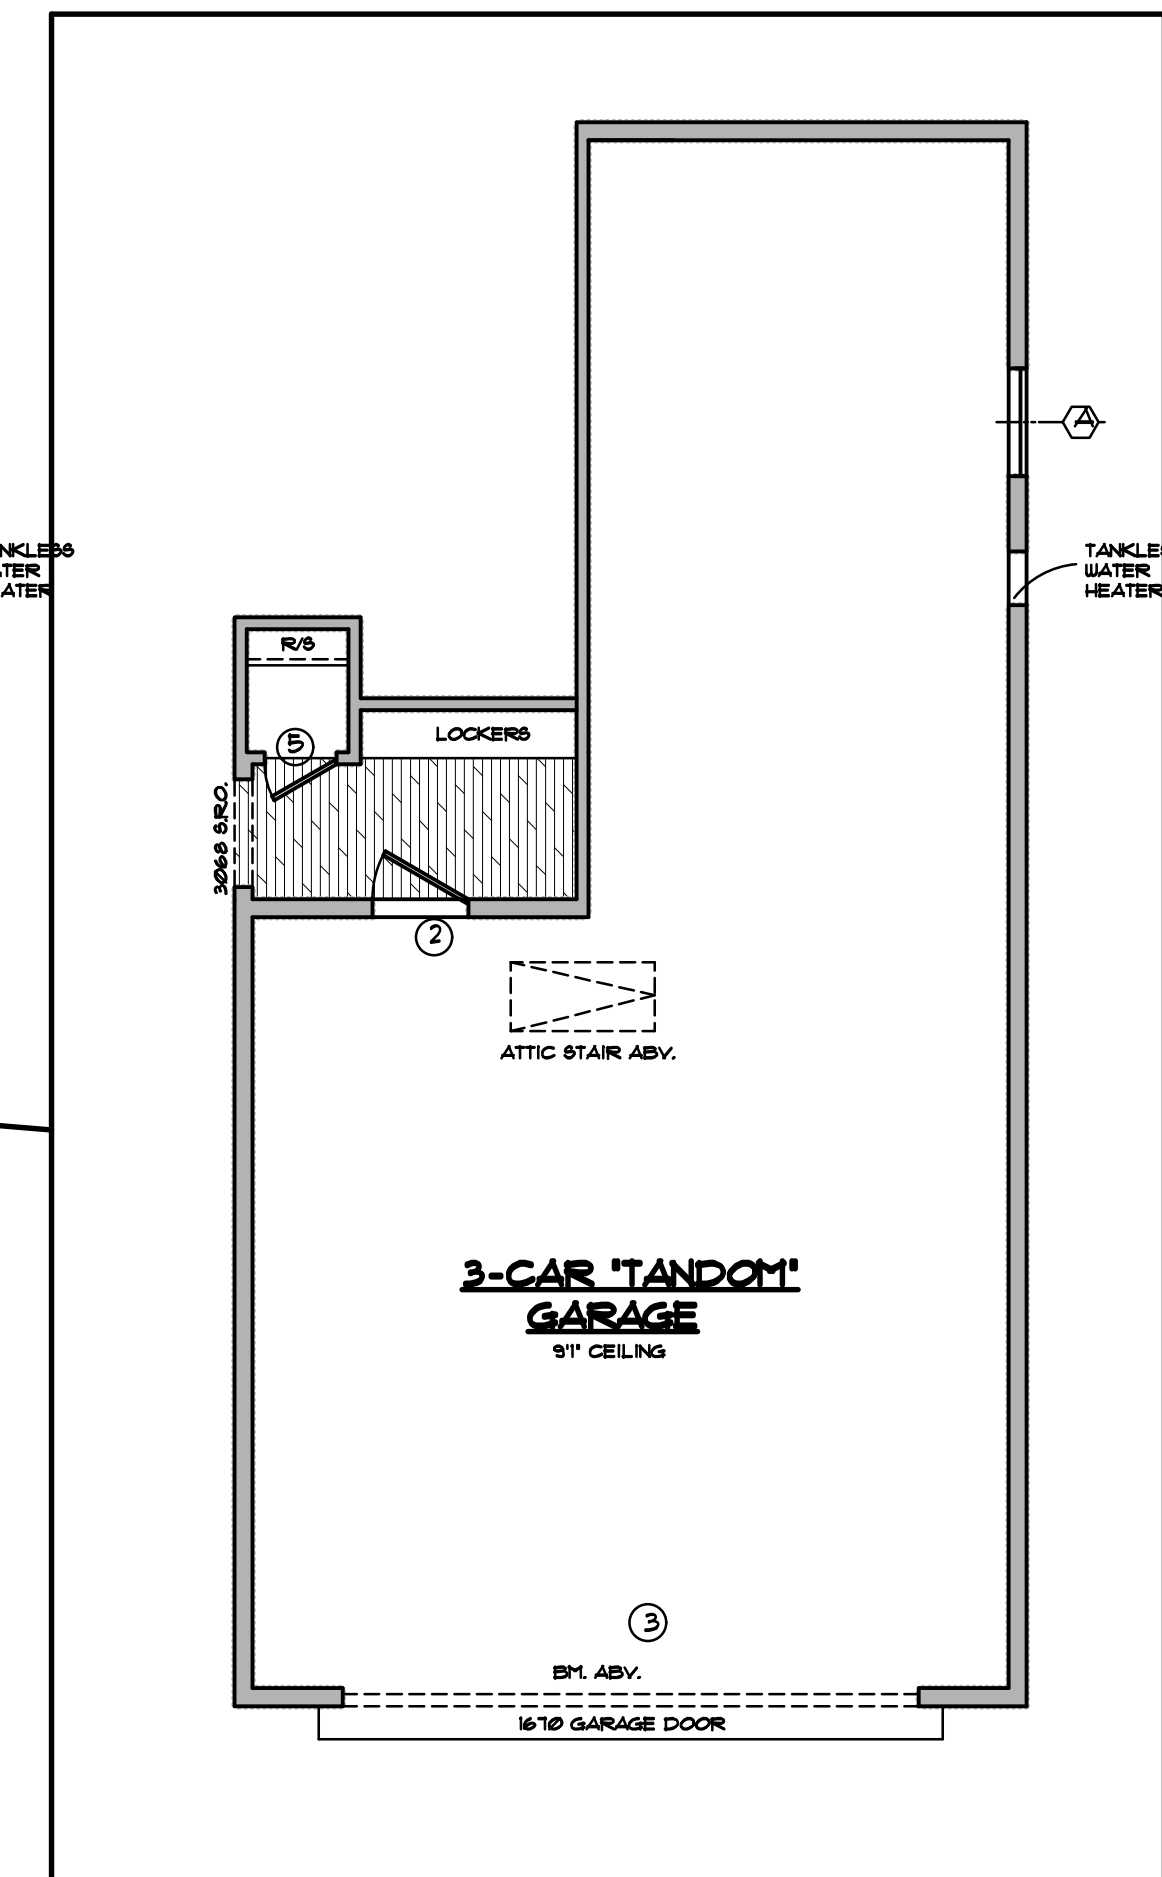 A
NKLESS
TER
ATER
TANKLES
WATER
HEATER
R/S
LOCKERS
5
3068 S.R.O.
2
ATTIC STAIR ABV.
3-CAR "TANDOM"
GARAGE
9'1" CEILING
3
BM. ABV.
1670 GARAGE DOOR